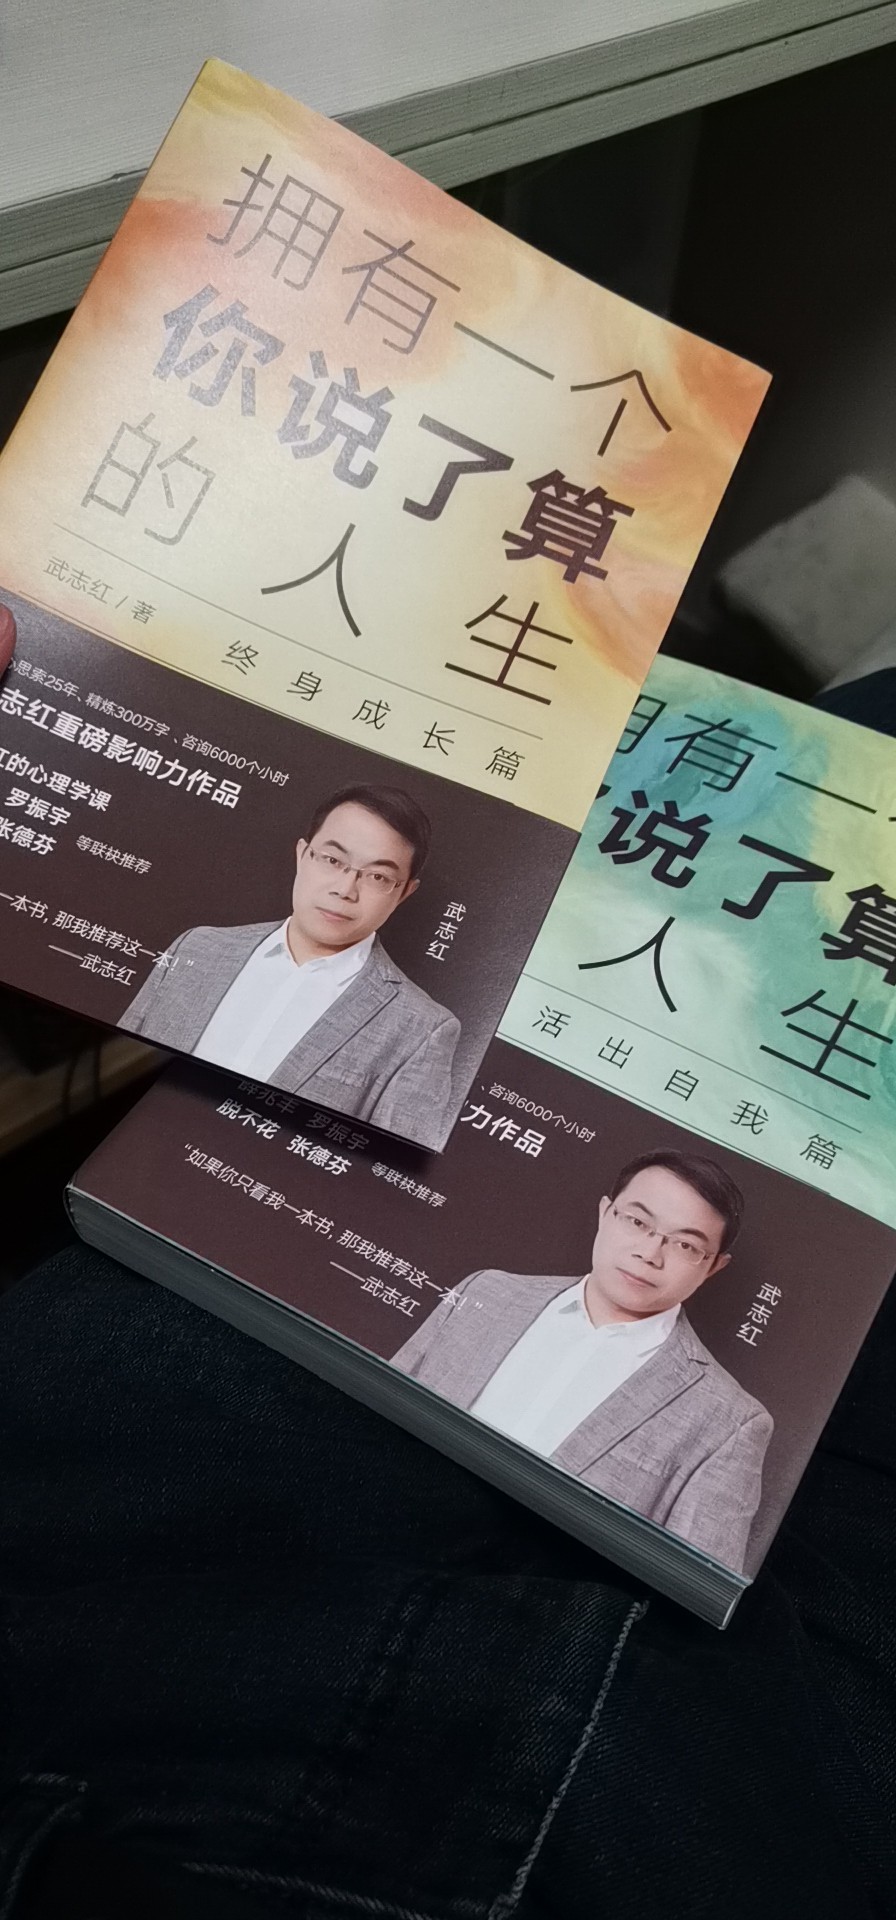 拥有一个
你说了算
的人生
武志红/著
终身成长篇
思索25年、精炼300万字、咨询6000个小时
志红重磅影响力作品
红的心理学课
罗振宇
张德芬 等联袂推荐
一本书,那我推荐这一本!”
——武志红
武志红
有一
说了算
人生
活出自我篇
、咨询6000个小时
力作品
薛兆丰 罗振宇
脱不花 张德芬 等联袂推荐
“如果你只看我一本书,那我推荐这一本!”
——武志红
武志红